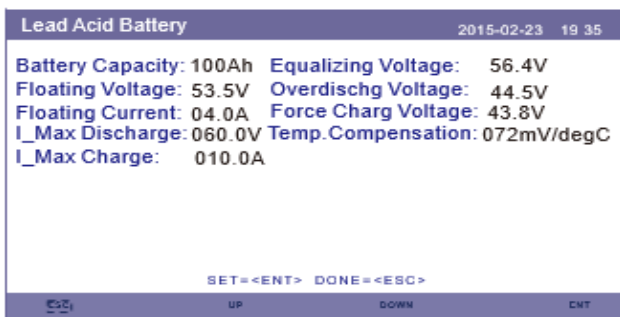 Lead Acid Battery 2015-02-23 19 35
Battery Capacity: 100Ah Equalizing Voltage: 56.4V
Floating Voltage: 53.5V Overdischg Voltage: 44.5V
Floating Current: 04.0A Force Charg Voltage: 43.8V
I_Max Discharge: 060.0V Temp.Compensation: 072mV/degC
I_Max Charge: 010.0A
SET=<ENT> DONE=<ESC>
ESC UP DOWN ENT